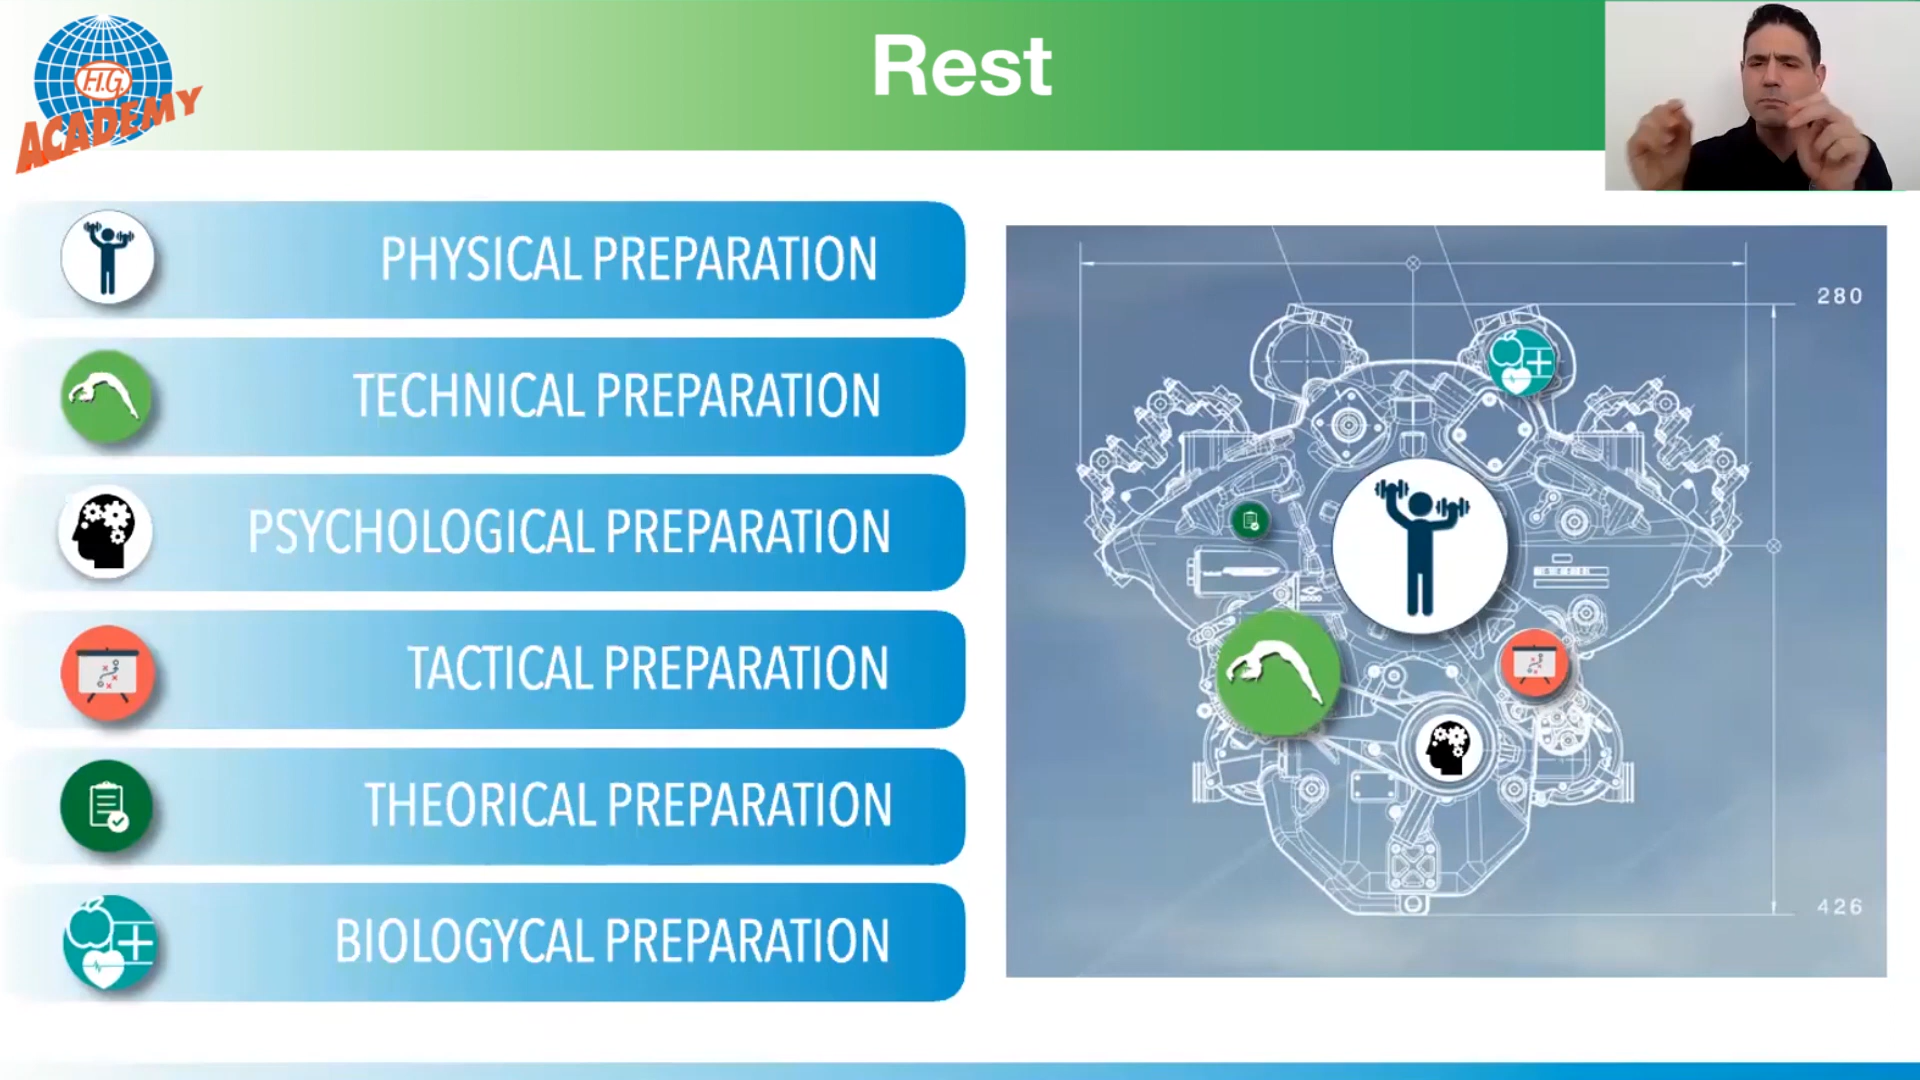 F.I.G.
ACADEMY
Rest
PHYSICAL PREPARATION
TECHNICAL PREPARATION
PSYCHOLOGICAL PREPARATION
TACTICAL PREPARATION
THEORICAL PREPARATION
BIOLOGYCAL PREPARATION
280
426